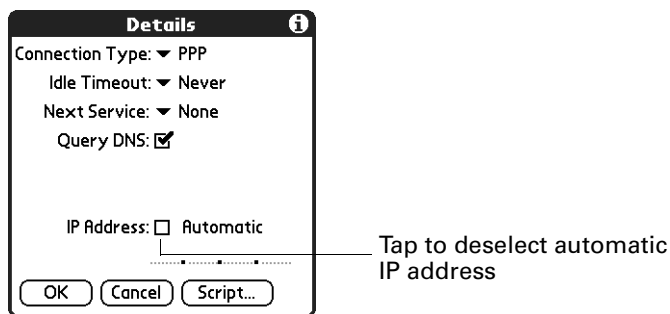 Details
Connection Type: PPP
Idle Timeout: Never
Next Service: None
Query DNS:
IP Address: Automatic
Tap to deselect automatic
IP address
OK Cancel Script...